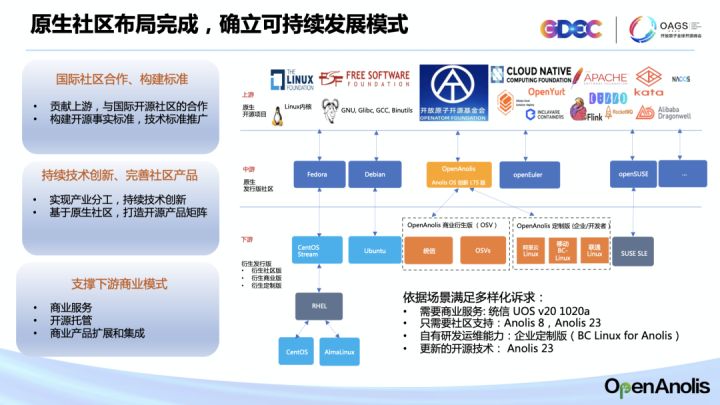 原生社区布局完成，确立可持续发展模式
GDEC
OAGS
开放原子全球开源峰会
国际社区合作、构建标准
贡献上游，与国际开源社区的合作
构建开源事实标准，技术标准推广
持续技术创新、完善社区产品
实现产业分工，持续技术创新
基于原生社区，打造开源产品矩阵
支撑下游商业模式
商业服务
开源托管
商业产品扩展和集成
上游
原生
开源项目
THE
LINUX
FOUNDATION
Linux内核
FREE SOFTWARE
FOUNDATION
GNU, Glibc, GCC, Binutils
开放原子开源基金会
OPENATOM FOUNDATION
CLOUD NATIVE
COMPUTING FOUNDATION
OpenYurt
INCLAVARE
CONTAINERS
APACHE
Flink
RocketMQ
kata
NACOS
Alibaba
Dragonwell
中游
原生
发行版社区
Fedora
Debian
OpenAnolis
openEuler
openSUSE
...
下游
衍生发行版
衍生社区版
衍生商业版
衍生定制版
CentOS
Stream
Ubuntu
OpenAnolis 商业衍生版（OSV）
统信
OSVs
OpenAnolis 定制版 (企业/开发者）
阿里云
Linux
移动
BC-
Linux
联通
Linux
SUSE SLE
RHEL
CentOS
AlmaLinux
依据场景满足多样化诉求：
需要商业服务: 统信 UOS v20 1020a
只需要社区支持：Anolis 8，Anolis 23
自有研发运维能力：企业定制版（BC Linux for Anolis）
更新的开源技术： Anolis 23
OpenAnolis